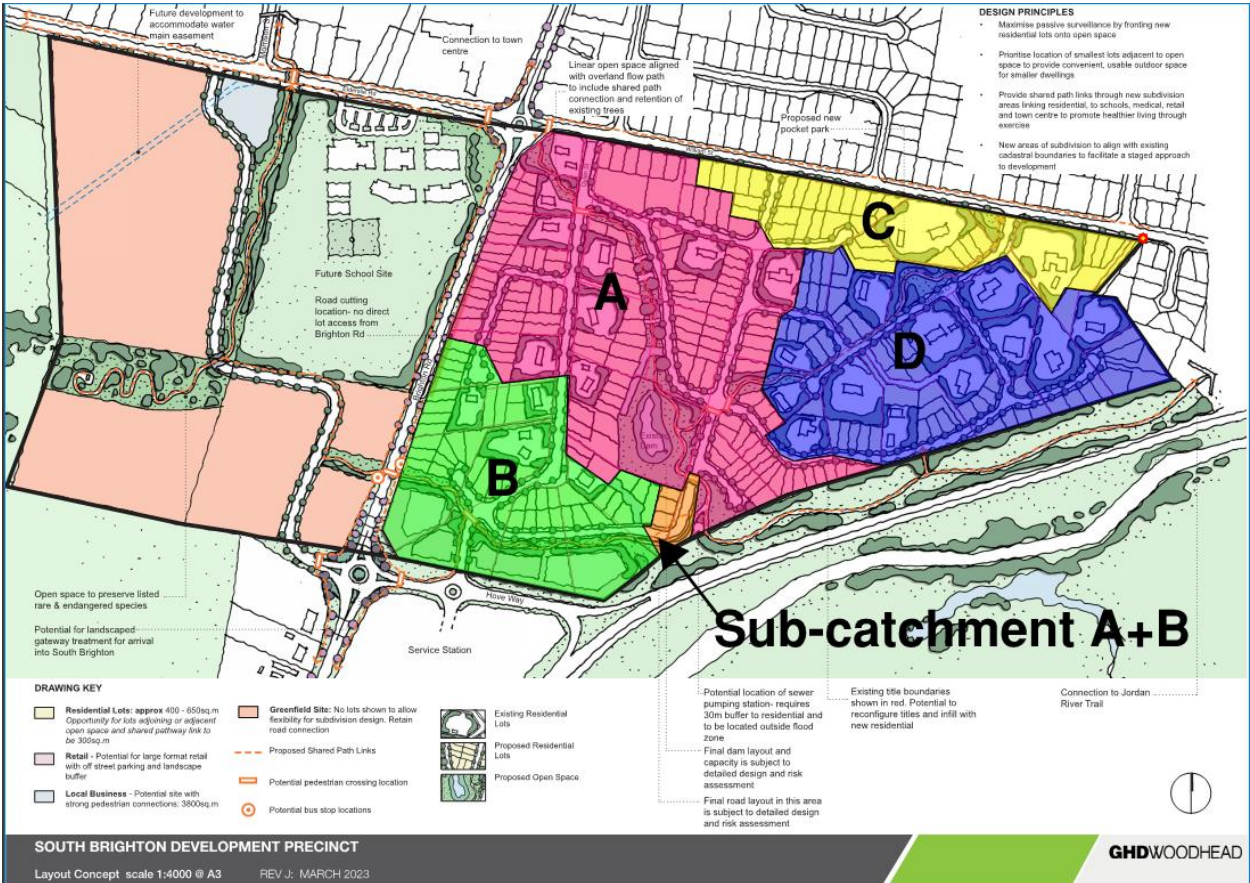 Future development to
accommodate water
main easement
Connection to town
centre
Linear open space aligned
with overland flow path
to include shared path
connection and retention of
existing trees
Proposed new
pocket park
DESIGN PRINCIPLES
• Maximise passive surveillance by fronting new
residential lots onto open space
• Prioritise location of smallest lots adjacent to open
space to provide convenient, usable outdoor space
for smaller dwellings
• Provide shared path links through new subdivision
areas linking residential, to schools, medical, retail
and town centre to promote healthier living through
exercise
• New areas of subdivision to align with existing
cadastral boundaries to facilitate a staged approach
to development
Elderslie Rd
William St
C
A
D
B
Future School Site
Road cutting
location- no direct
lot access from
Brighton Rd
Brighton Rd
Existing
Dam
Sub-catchment A+B
Hove Way
Service Station
Open space to preserve listed
rare & endangered species
Potential for landscaped
gateway treatment for arrival
into South Brighton
Potential location of sewer
pumping station- requires
30m buffer to residential and
to be located outside flood
zone
Final dam layout and
capacity is subject to
detailed design and risk
assessment
Final road layout in this area
is subject to detailed design
and risk assessment
Existing title boundaries
shown in red. Potential to
reconfigure titles and infill with
new residential
Connection to Jordan
River Trail
DRAWING KEY
Residential Lots: approx 400 - 650sq.m
Opportunity for lots adjoining or adjacent
open space and shared pathway link to
be 300sq.m
Retail - Potential for large format retail
with off street parking and landscape
buffer
Local Business - Potential site with
strong pedestrian connections: 3800sq.m
Greenfield Site: No lots shown to allow
flexibility for subdivision design. Retain
road connection
Proposed Shared Path Links
Potential pedestrian crossing location
Potential bus stop locations
Existing Residential
Lots
Proposed Residential
Lots
Proposed Open Space
SOUTH BRIGHTON DEVELOPMENT PRECINCT
Layout Concept scale 1:4000 @ A3 REV J: MARCH 2023
GHDWOODHEAD